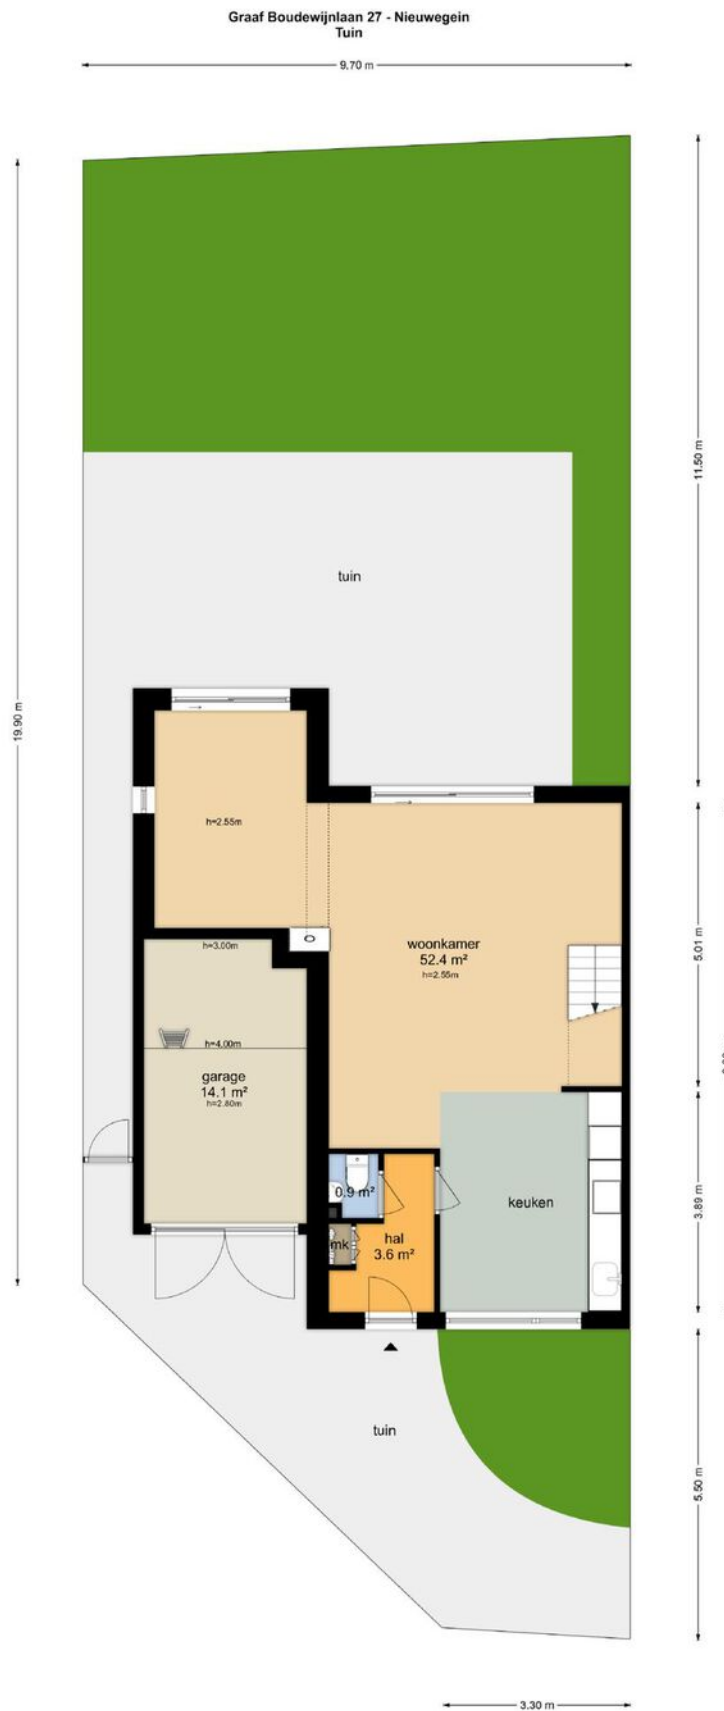 Graaf Boudewijnlaan 27 - Nieuwegein
Tuin
9.70 m
11.50 m
tuin
19.90 m
h=2.55m
woonkamer
52.4 m²
h=2.55m
5.01 m
h=3.00m
h=4.00m
garage
14.1 m²
h=2.80m
0.9 m²
keuken
3.89 m
mk
hal
3.6 m²
tuin
5.50 m
3.30 m